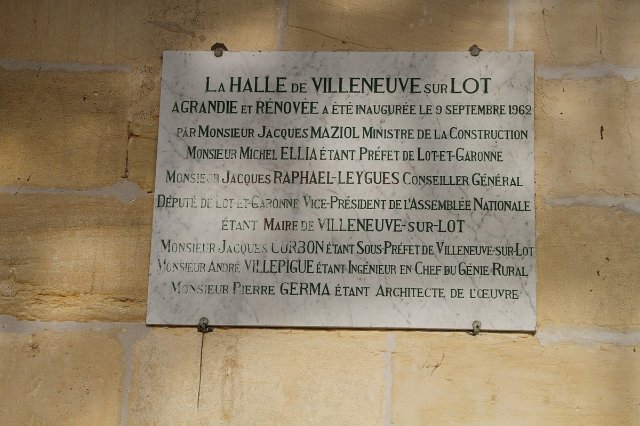 LA HALLE DE VILLENEUVE SUR LOT
AGRANDIE ET RÉNOVÉE A ÉTÉ INAUGURÉE LE 9 SEPTEMBRE 1962
PAR MONSIEUR JACQUES MAZIOL MINISTRE DE LA CONSTRUCTION
MONSIEUR MICHEL ELLIA ÉTANT PRÉFET DE LOT-ET-GARONNE
MONSIEUR JACQUES RAPHAEL-LEYGUES CONSEILLER GÉNÉRAL
DÉPUTÉ DE LOT-ET-GARONNE VICE-PRÉSIDENT DE L'ASSEMBLÉE NATIONALE
ÉTANT MAIRE DE VILLENEUVE-SUR-LOT
MONSIEUR JACQUES CURBON ÉTANT SOUS-PRÉFET DE VILLENEUVE-SUR-LOT
MONSIEUR ANDRÉ VILLEPIGUE ÉTANT INGÉNIEUR EN CHEF DU GÉNIE RURAL
MONSIEUR PIERRE GERMA ÉTANT ARCHITECTE DE L'ŒUVRE